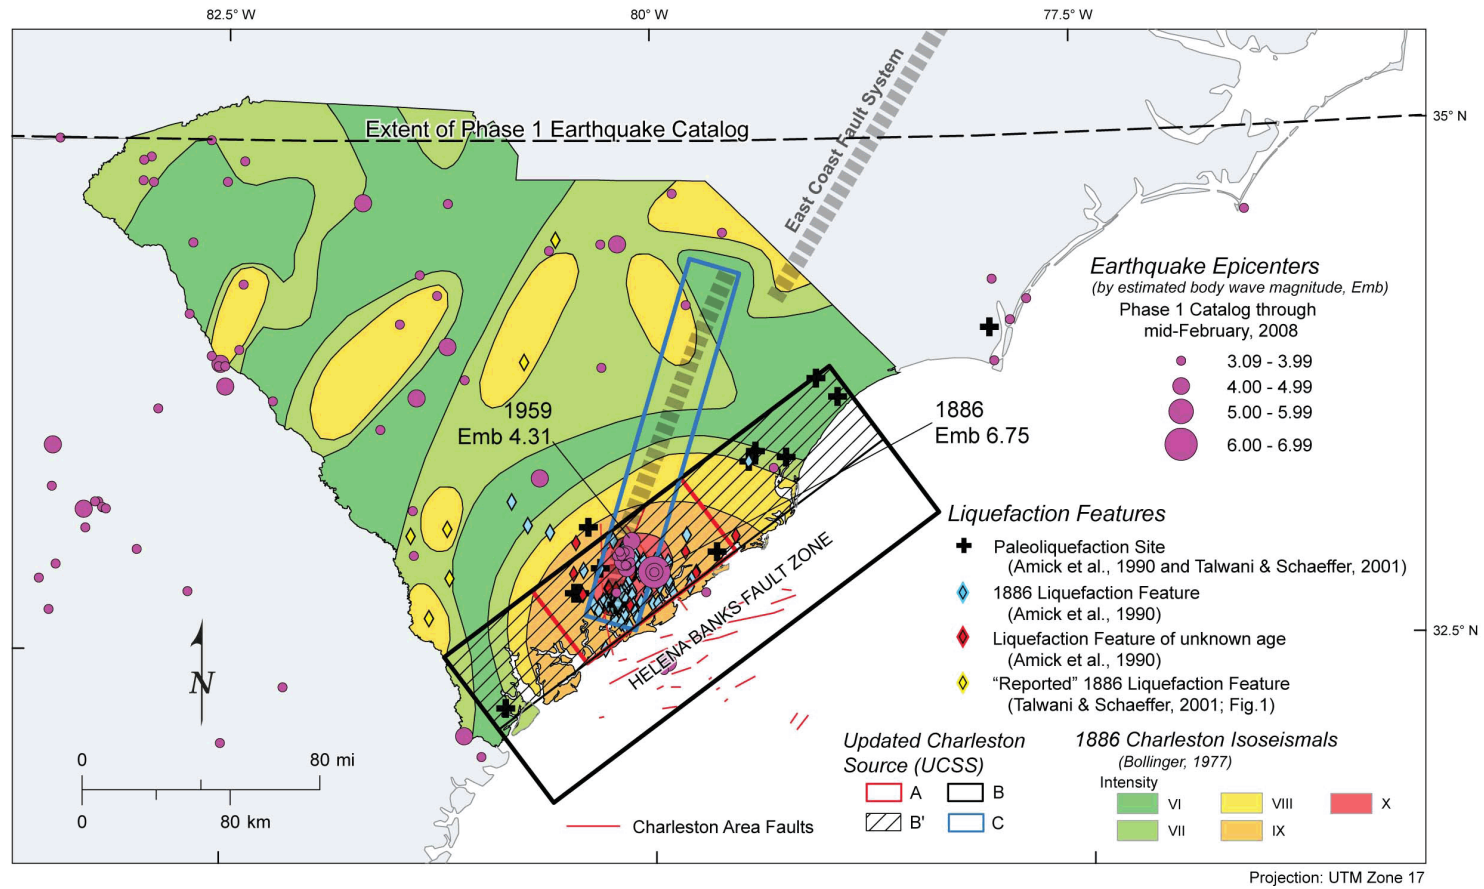 82.5° W
80° W
77.5° W
Extent of Phase 1 Earthquake Catalog
East Coast Fault System
35° N
Earthquake Epicenters
(by estimated body wave magnitude, Emb)
Phase 1 Catalog through
mid-February, 2008
3.09 - 3.99
4.00 - 4.99
5.00 - 5.99
6.00 - 6.99
1959
Emb 4.31
1886
Emb 6.75
Liquefaction Features
Paleoliquefaction Site
(Amick et al., 1990 and Talwani & Schaeffer, 2001)
1886 Liquefaction Feature
(Amick et al., 1990)
Liquefaction Feature of unknown age
(Amick et al., 1990)
“Reported” 1886 Liquefaction Feature
(Talwani & Schaeffer, 2001; Fig.1)
32.5° N
HELENA BANKS FAULT ZONE
N
0
80 mi
0
80 km
Charleston Area Faults
Updated Charleston
Source (UCSS)
A
B
B'
C
1886 Charleston Isoseismals
(Bollinger, 1977)
Intensity
VI
VIII
X
VII
IX
Projection: UTM Zone 17